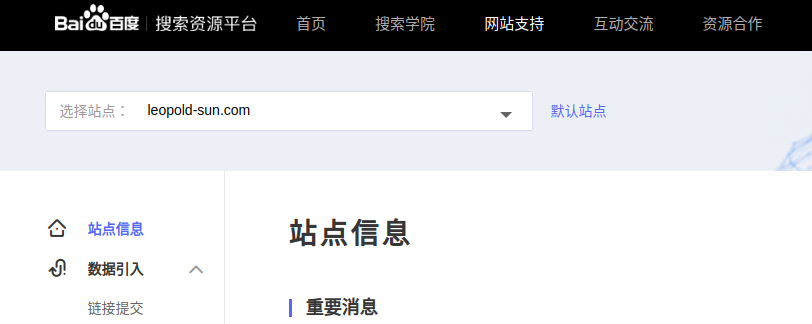 Bai du 百度 搜索资源平台 首页 搜索学院 网站支持 互动交流 资源合作
选择站点： leopold-sun.com 默认站点
站点信息
站点信息
数据引入
重要消息
链接提交